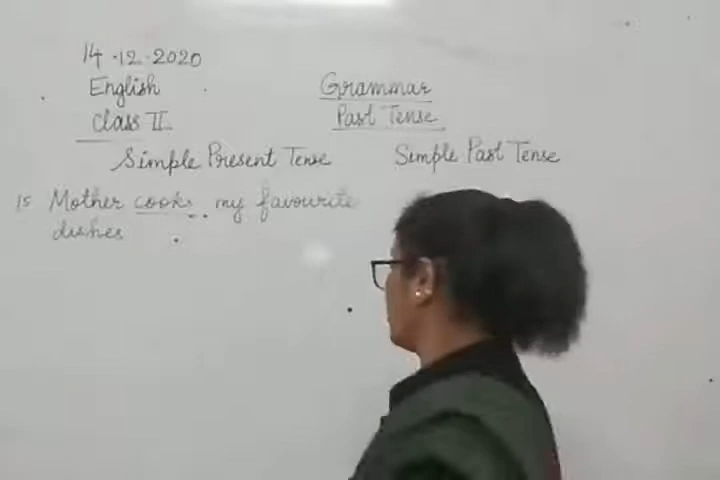 14.12.2020
English
Class II
Grammar
Past Tense
Simple Present Tense
Simple Past Tense
15 Mother cooks my favourite
dishes